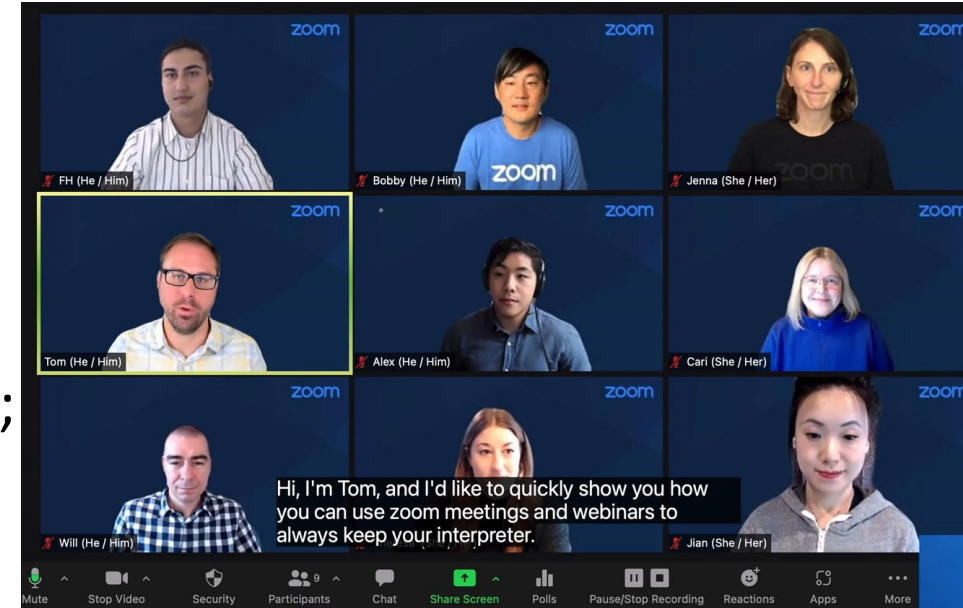 zoom
zoom
zoom
FH (He / Him)
Bobby (He / Him)
zoom
Jenna (She / Her)
zoom
zoom
zoom
;
Tom (He / Him)
Alex (He / Him)
Cari (She / Her)
zoom
zoom
zoom
Hi, I'm Tom, and I'd like to quickly show you how
you can use zoom meetings and webinars to
always keep your interpreter.
Will (He / Him)
Jian (She / Her)
Mute
Stop Video
Security
9
Participants
Chat
Share Screen
Polls
Pause/Stop Recording
Reactions
Apps
More